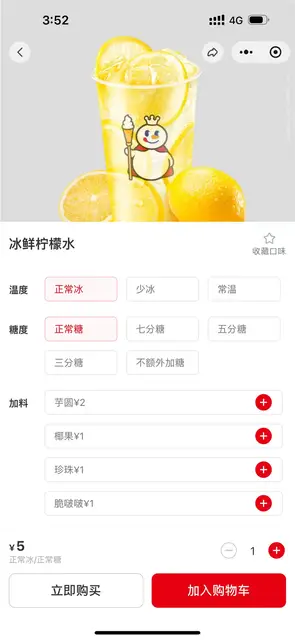 3:52
4G
冰鲜柠檬水
收藏口味
温度
正常冰
少冰
常温
糖度
正常糖
七分糖
五分糖
三分糖
不额外加糖
加料
芋圆¥2
椰果¥1
珍珠¥1
脆啵啵¥1
¥5
正常冰/正常糖
1
立即购买
加入购物车